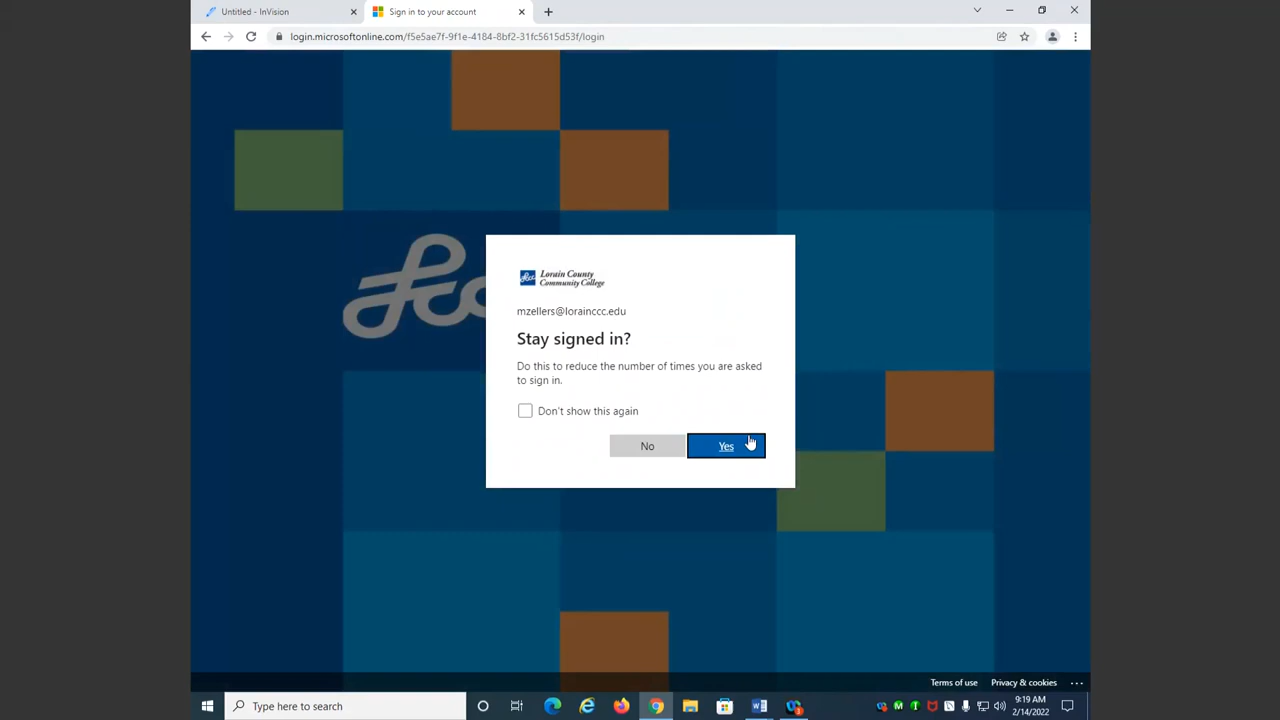 Untitled - InVision
Sign in to your account
login.microsoftonline.com/f5e5ae7f-9f1e-4184-8bf2-31fc5615d53f/login
Lorain County
Community College
mzellers@lorainccc.edu
Stay signed in?
Do this to reduce the number of times you are asked
to sign in.
Don't show this again
No
Yes
Terms of use
Privacy & cookies
Type here to search
9:19 AM
2/14/2022